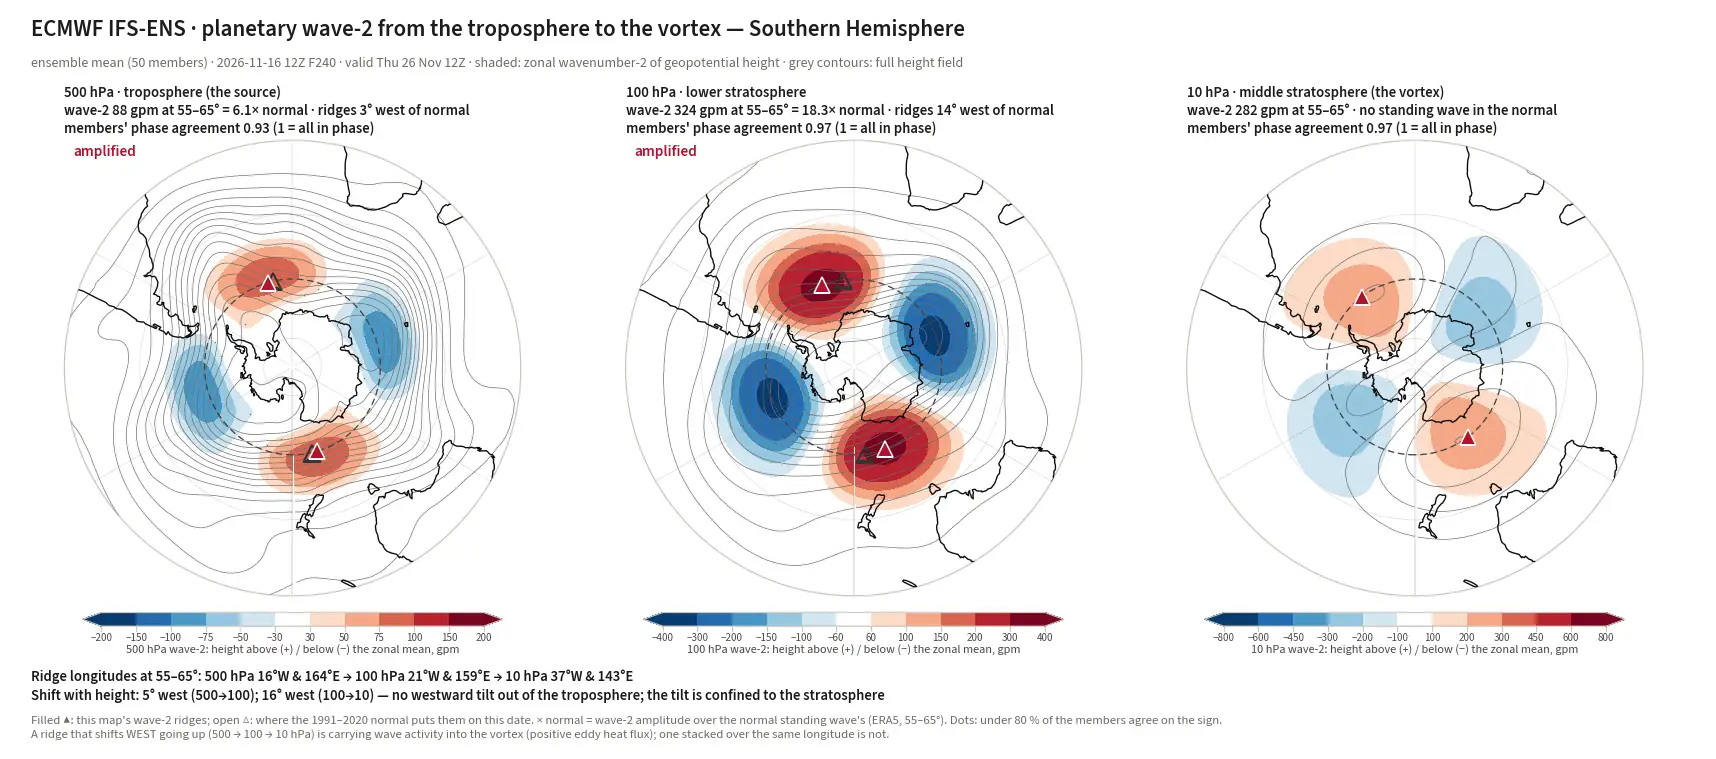 ECMWF IFS-ENS · planetary wave-2 from the troposphere to the vortex — Southern Hemisphere
ensemble mean (50 members) · 2026-11-16 12Z F240 · valid Thu 26 Nov 12Z · shaded: zonal wavenumber-2 of geopotential height · grey contours: full height field
500 hPa · troposphere (the source)
wave-2 88 gpm at 55–65° = 6.1× normal · ridges 3° west of normal
members' phase agreement 0.93 (1 = all in phase)
amplified
100 hPa · lower stratosphere
wave-2 324 gpm at 55–65° = 18.3× normal · ridges 14° west of normal
members' phase agreement 0.97 (1 = all in phase)
amplified
10 hPa · middle stratosphere (the vortex)
wave-2 282 gpm at 55–65° · no standing wave in the normal
members' phase agreement 0.97 (1 = all in phase)
−200 −150 −100 −75 −50 −30 30 50 75 100 150 200
500 hPa wave-2: height above (+) / below (−) the zonal mean, gpm
−400 −300 −200 −150 −100 −60 60 100 150 200 300 400
100 hPa wave-2: height above (+) / below (−) the zonal mean, gpm
−800 −600 −450 −300 −200 −100 100 200 300 450 600 800
10 hPa wave-2: height above (+) / below (−) the zonal mean, gpm
Ridge longitudes at 55–65°: 500 hPa 16°W & 164°E → 100 hPa 21°W & 159°E → 10 hPa 37°W & 143°E
Shift with height: 5° west (500→100); 16° west (100→10) — no westward tilt out of the troposphere; the tilt is confined to the stratosphere
Filled ▲: this map's wave-2 ridges; open △: where the 1991–2020 normal puts them on this date. × normal = wave-2 amplitude over the normal standing wave's (ERA5, 55–65°). Dots: under 80 % of the members agree on the sign.
A ridge that shifts WEST going up (500 → 100 → 10 hPa) is carrying wave activity into the vortex (positive eddy heat flux); one stacked over the same longitude is not.